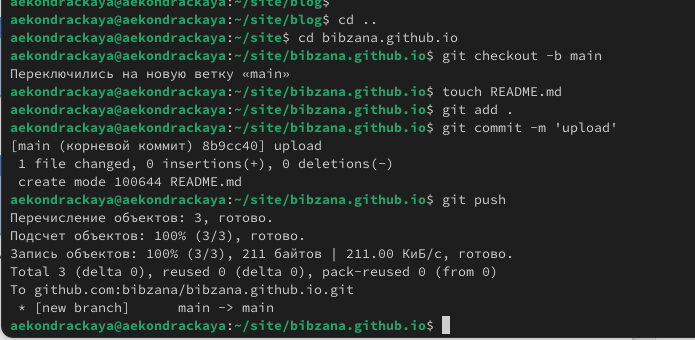 aekondrackaya@aekondrackaya:~/site/blog$
aekondrackaya@aekondrackaya:~/site/blog$ cd ..
aekondrackaya@aekondrackaya:~/site$ cd bibzana.github.io
aekondrackaya@aekondrackaya:~/site/bibzana.github.io$ git checkout -b main
Переключились на новую ветку «main»
aekondrackaya@aekondrackaya:~/site/bibzana.github.io$ touch README.md
aekondrackaya@aekondrackaya:~/site/bibzana.github.io$ git add .
aekondrackaya@aekondrackaya:~/site/bibzana.github.io$ git commit -m 'upload'
[main (корневой коммит) 8b9cc40] upload
 1 file changed, 0 insertions(+), 0 deletions(-)
 create mode 100644 README.md
aekondrackaya@aekondrackaya:~/site/bibzana.github.io$ git push
Перечисление объектов: 3, готово.
Подсчет объектов: 100% (3/3), готово.
Запись объектов: 100% (3/3), 211 байтов | 211.00 КиБ/с, готово.
Total 3 (delta 0), reused 0 (delta 0), pack-reused 0 (from 0)
To github.com:bibzana/bibzana.github.io.git
 * [new branch]      main -> main
aekondrackaya@aekondrackaya:~/site/bibzana.github.io$